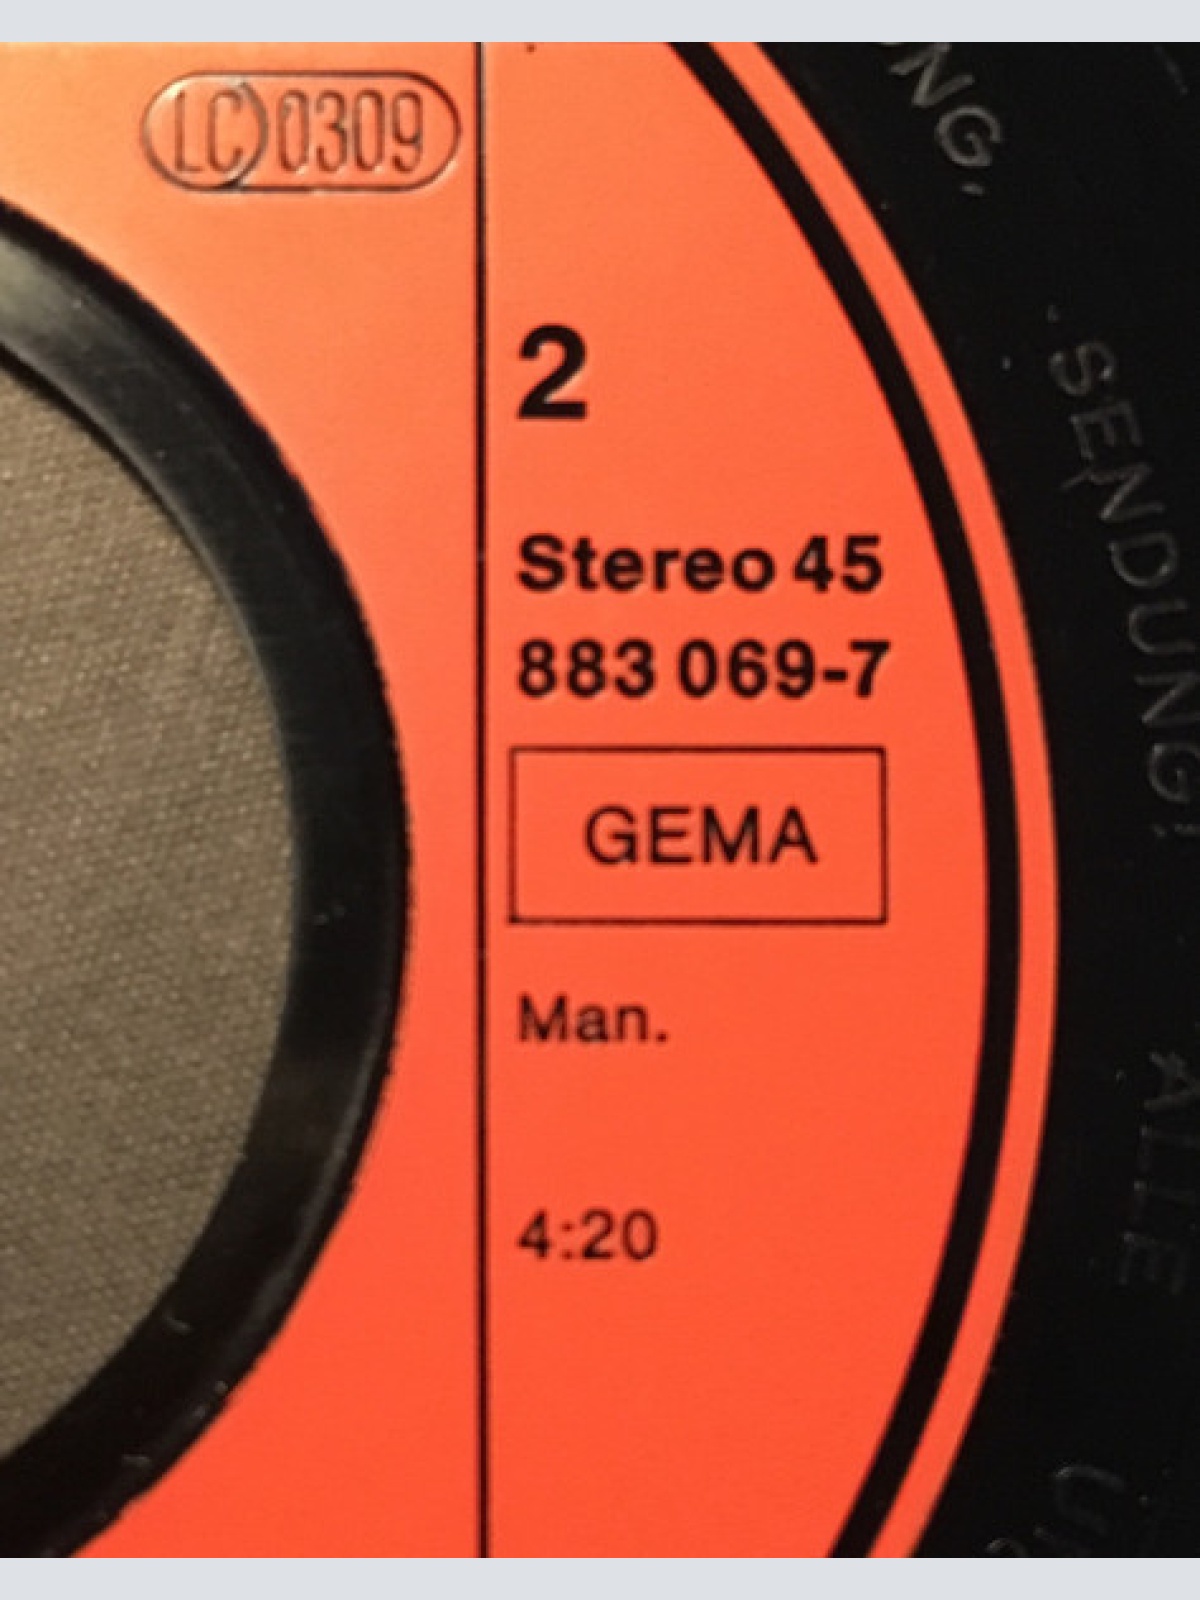 LC 0309
2
Stereo 45
883 069-7
GEMA
Man.
4:20
SENDUNG,
ALLE